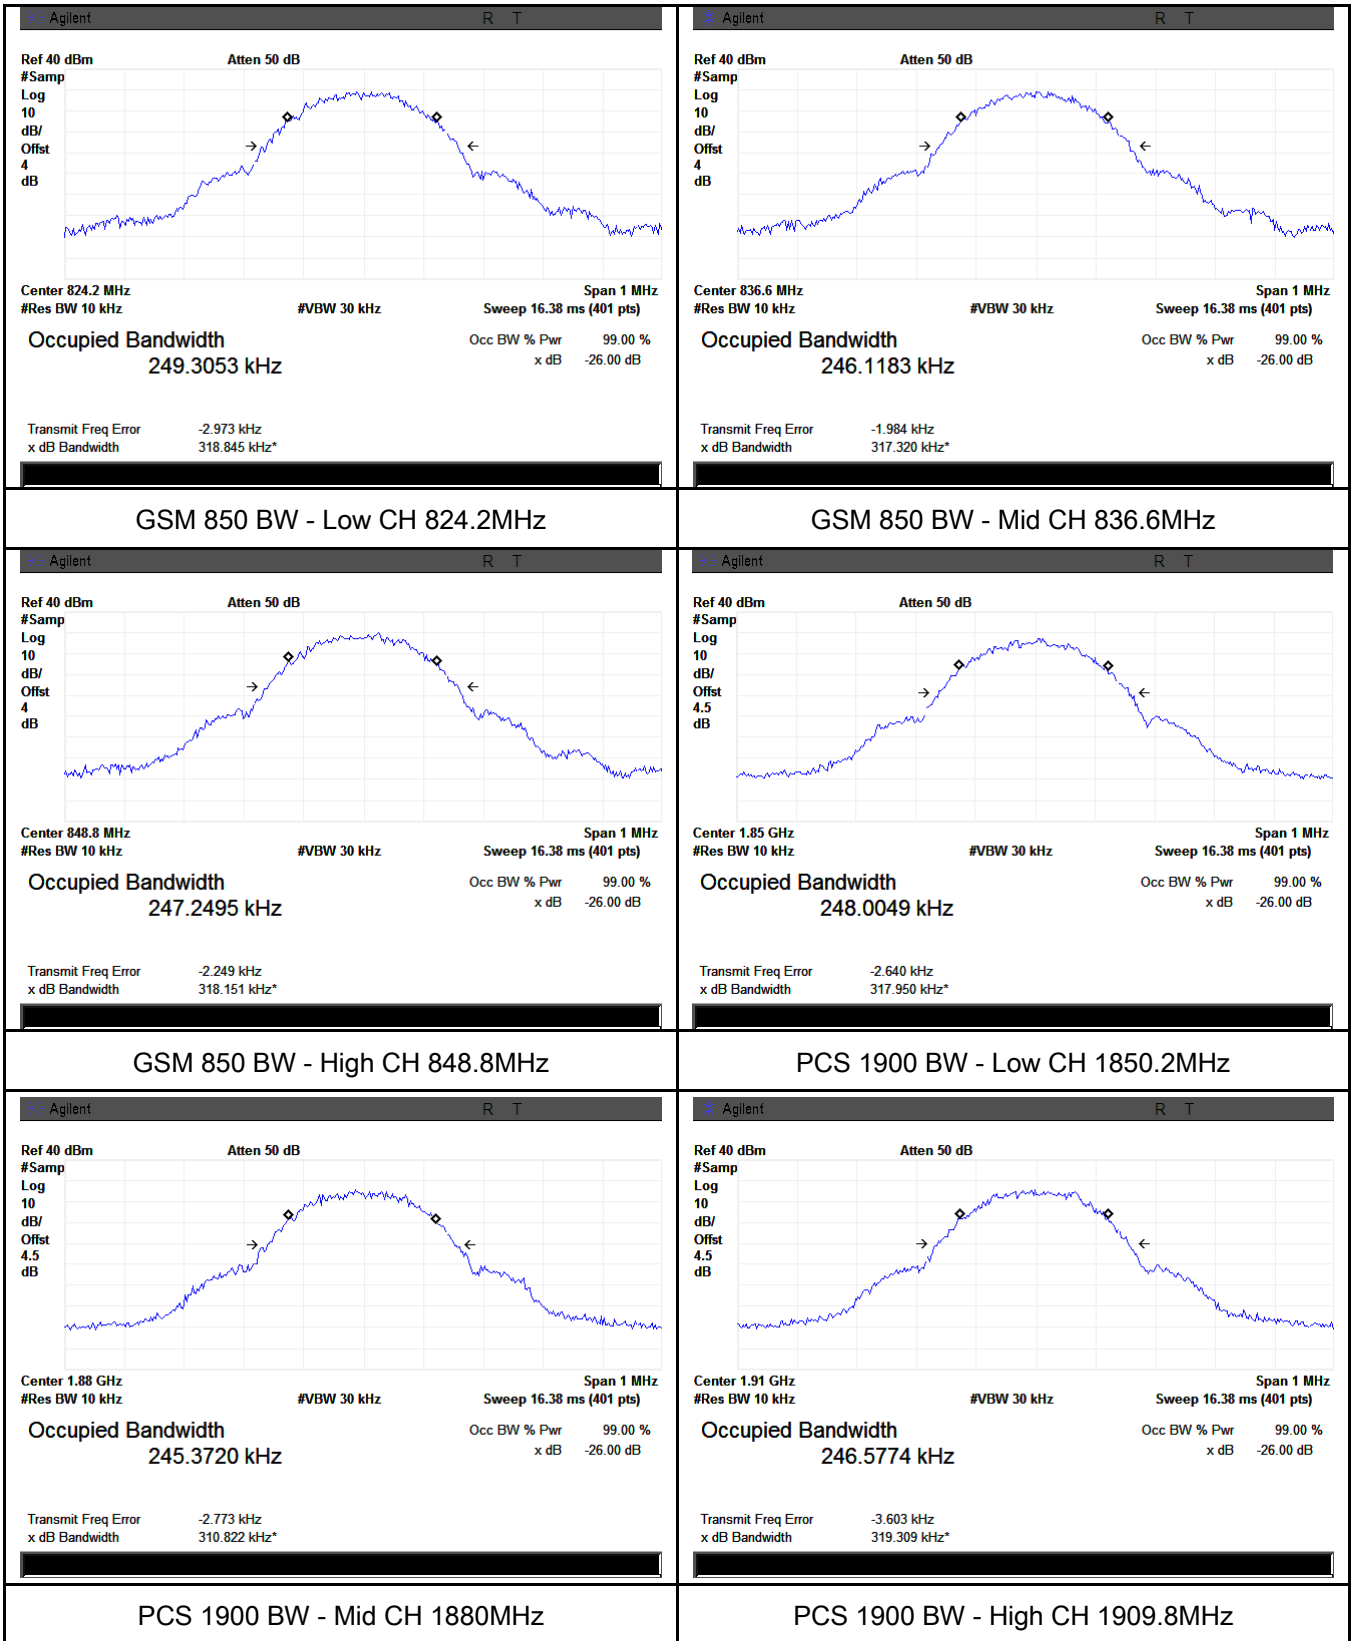 Agilent R T
Ref 40 dBm Atten 50 dB
#Samp
Log
10
dB/
Offst
4
dB
Center 824.2 MHz Span 1 MHz
#Res BW 10 kHz #VBW 30 kHz Sweep 16.38 ms (401 pts)
Occupied Bandwidth Occ BW % Pwr 99.00 %
249.3053 kHz x dB -26.00 dB
Transmit Freq Error -2.973 kHz
x dB Bandwidth 318.845 kHz*
GSM 850 BW - Low CH 824.2MHz
Agilent R T
Ref 40 dBm Atten 50 dB
#Samp
Log
10
dB/
Offst
4
dB
Center 836.6 MHz Span 1 MHz
#Res BW 10 kHz #VBW 30 kHz Sweep 16.38 ms (401 pts)
Occupied Bandwidth Occ BW % Pwr 99.00 %
246.1183 kHz x dB -26.00 dB
Transmit Freq Error -1.984 kHz
x dB Bandwidth 317.320 kHz*
GSM 850 BW - Mid CH 836.6MHz
Agilent R T
Ref 40 dBm Atten 50 dB
#Samp
Log
10
dB/
Offst
4
dB
Center 848.8 MHz Span 1 MHz
#Res BW 10 kHz #VBW 30 kHz Sweep 16.38 ms (401 pts)
Occupied Bandwidth Occ BW % Pwr 99.00 %
247.2495 kHz x dB -26.00 dB
Transmit Freq Error -2.249 kHz
x dB Bandwidth 318.151 kHz*
GSM 850 BW - High CH 848.8MHz
Agilent R T
Ref 40 dBm Atten 50 dB
#Samp
Log
10
dB/
Offst
4.5
dB
Center 1.85 GHz Span 1 MHz
#Res BW 10 kHz #VBW 30 kHz Sweep 16.38 ms (401 pts)
Occupied Bandwidth Occ BW % Pwr 99.00 %
248.0049 kHz x dB -26.00 dB
Transmit Freq Error -2.640 kHz
x dB Bandwidth 317.950 kHz*
PCS 1900 BW - Low CH 1850.2MHz
Agilent R T
Ref 40 dBm Atten 50 dB
#Samp
Log
10
dB/
Offst
4.5
dB
Center 1.88 GHz Span 1 MHz
#Res BW 10 kHz #VBW 30 kHz Sweep 16.38 ms (401 pts)
Occupied Bandwidth Occ BW % Pwr 99.00 %
245.3720 kHz x dB -26.00 dB
Transmit Freq Error -2.773 kHz
x dB Bandwidth 310.822 kHz*
PCS 1900 BW - Mid CH 1880MHz
Agilent R T
Ref 40 dBm Atten 50 dB
#Samp
Log
10
dB/
Offst
4.5
dB
Center 1.91 GHz Span 1 MHz
#Res BW 10 kHz #VBW 30 kHz Sweep 16.38 ms (401 pts)
Occupied Bandwidth Occ BW % Pwr 99.00 %
246.5774 kHz x dB -26.00 dB
Transmit Freq Error -3.603 kHz
x dB Bandwidth 319.309 kHz*
PCS 1900 BW - High CH 1909.8MHz